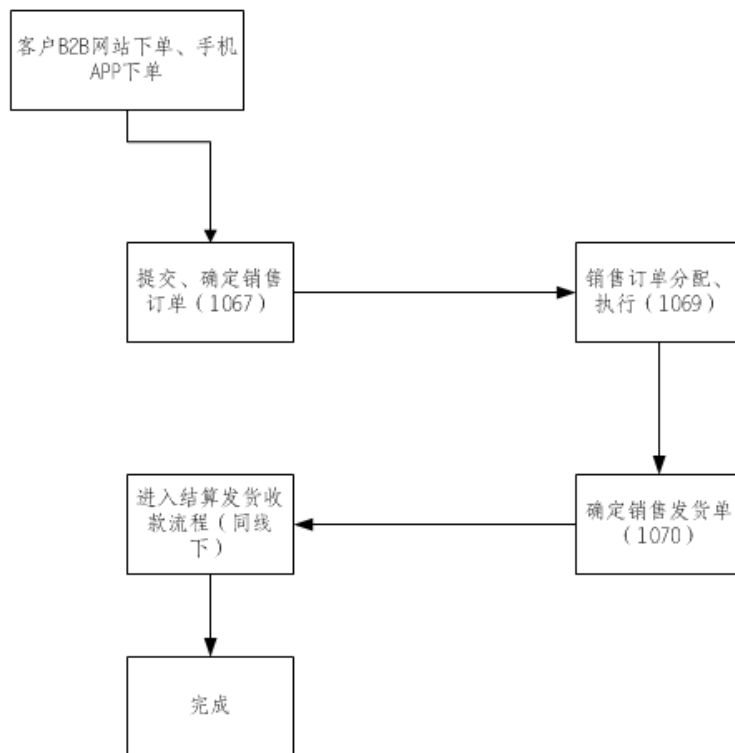 客户B2B网站下单、手机
APP下单
提交、确定销售
订单（1067）
销售订单分配、
执行（1069）
确定销售发货单
（1070）
进入结算发货收
款流程（同线
下）
完成